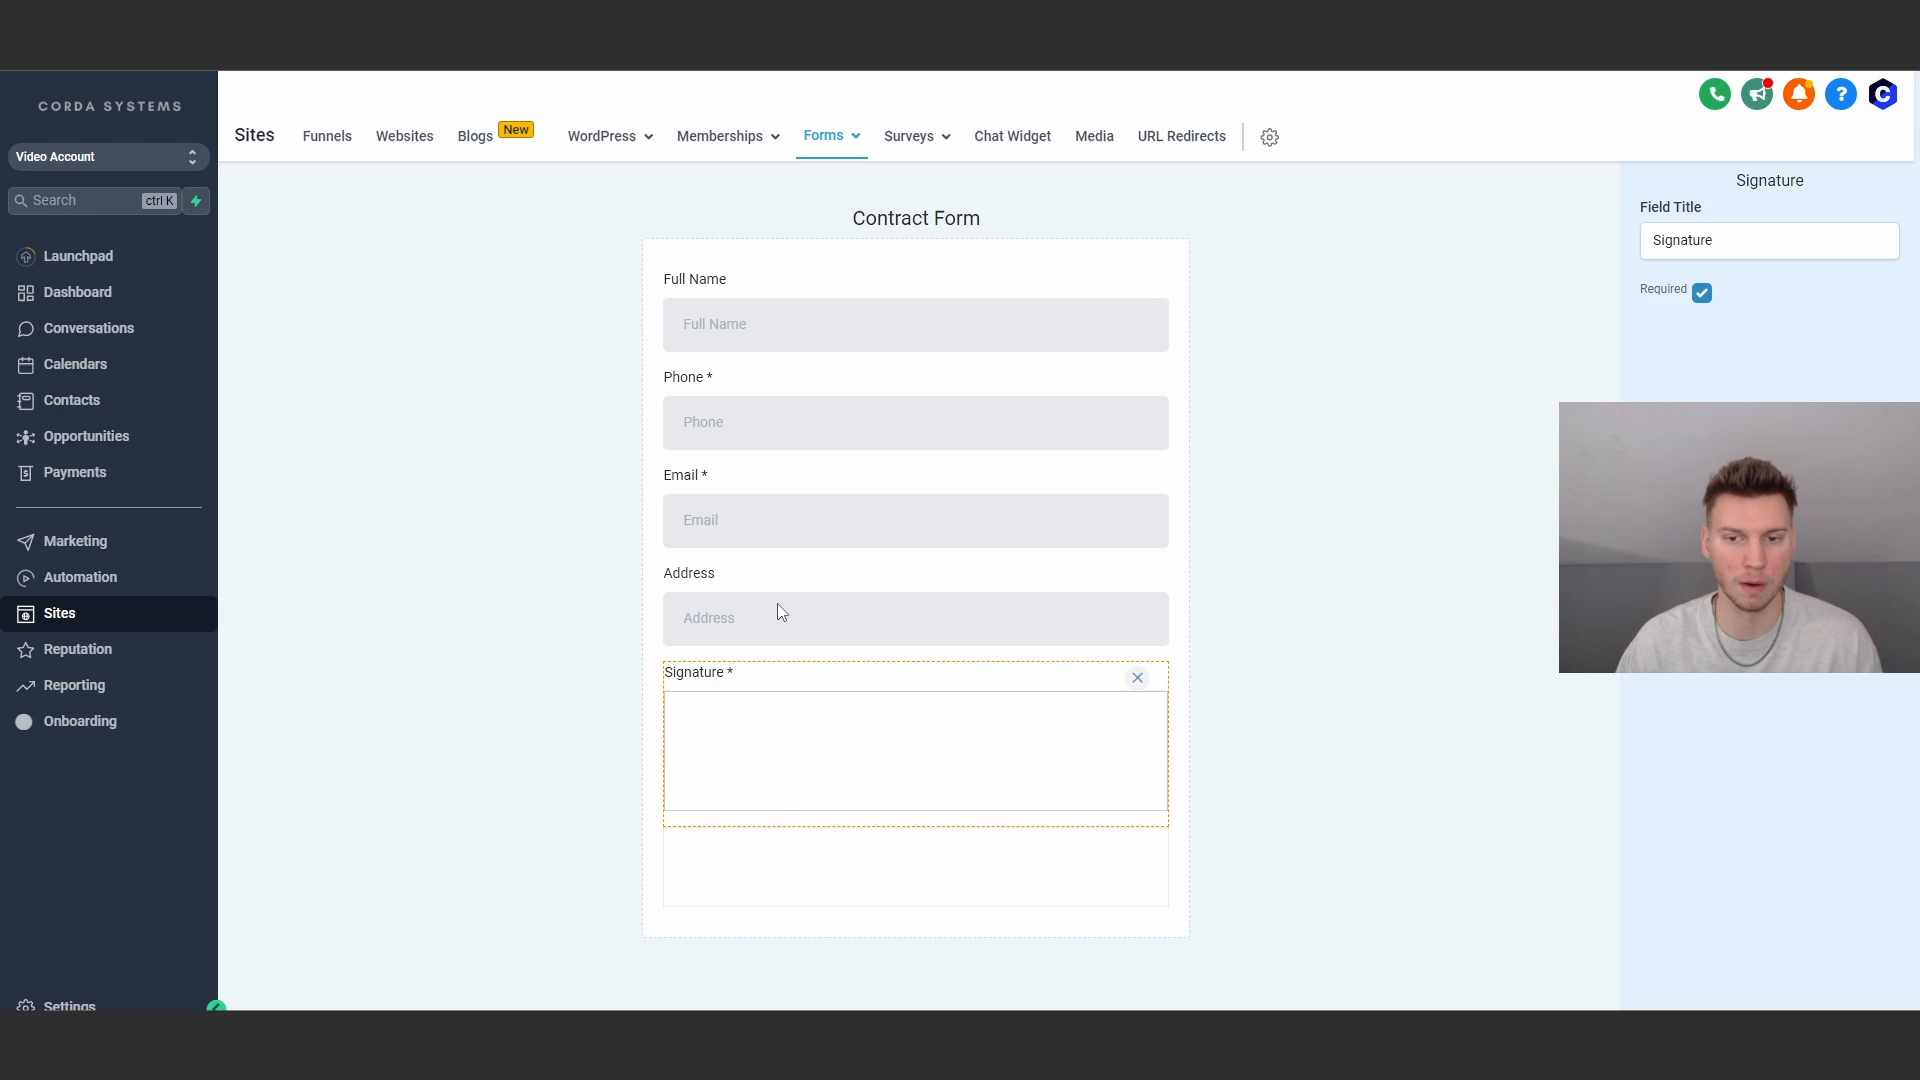 CORDA SYSTEMS
Video Account
Search ctrl K
Launchpad
Dashboard
Conversations
Calendars
Contacts
Opportunities
Payments
Marketing
Automation
Sites
Reputation
Reporting
Onboarding
Settings
Sites Funnels Websites Blogs New WordPress Memberships Forms Surveys Chat Widget Media URL Redirects
? C
Contract Form
Full Name
Full Name
Phone *
Phone
Email *
Email
Address
Address
Signature *
Signature
Field Title
Signature
Required